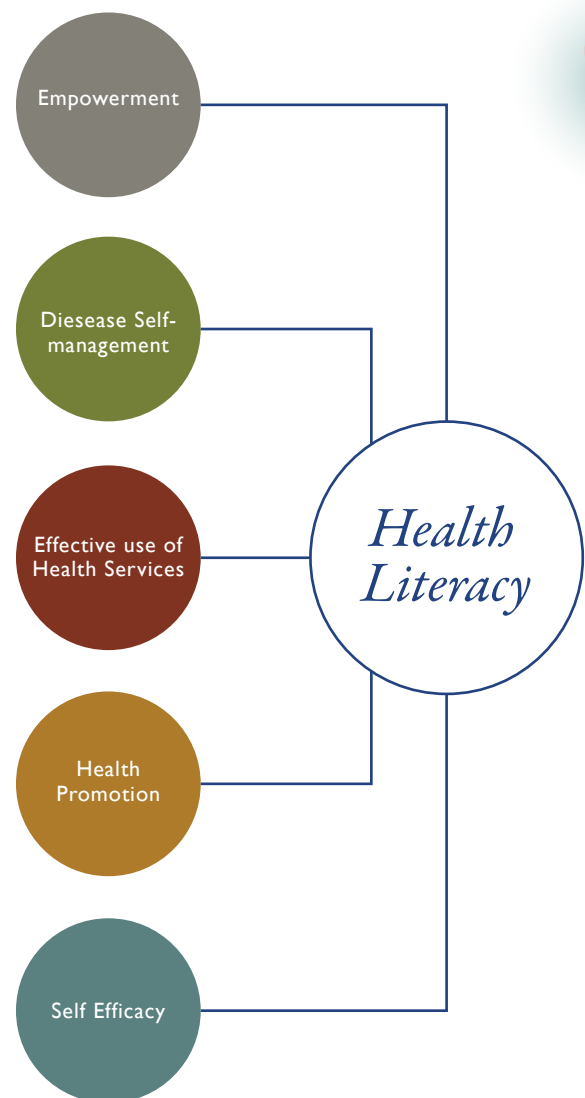 Empowerment
Diesease Self-
management
Effective use of
Health Services
Health
Literacy
Health
Promotion
Self Efficacy